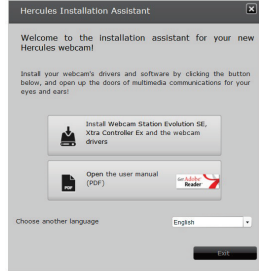 Hercules Installation Assistant
Welcome to the installation assistant for your new
Hercules webcam!
Install your webcam's drivers and software by clicking the button
below, and open up the doors of multimedia communications for your
eyes and ears!
Install Webcam Station Evolution SE,
Xtra Controller Ex and the webcam
drivers
Open the user manual
(PDF)
PDF
Get Adobe
Reader
Choose another language
English
Exit